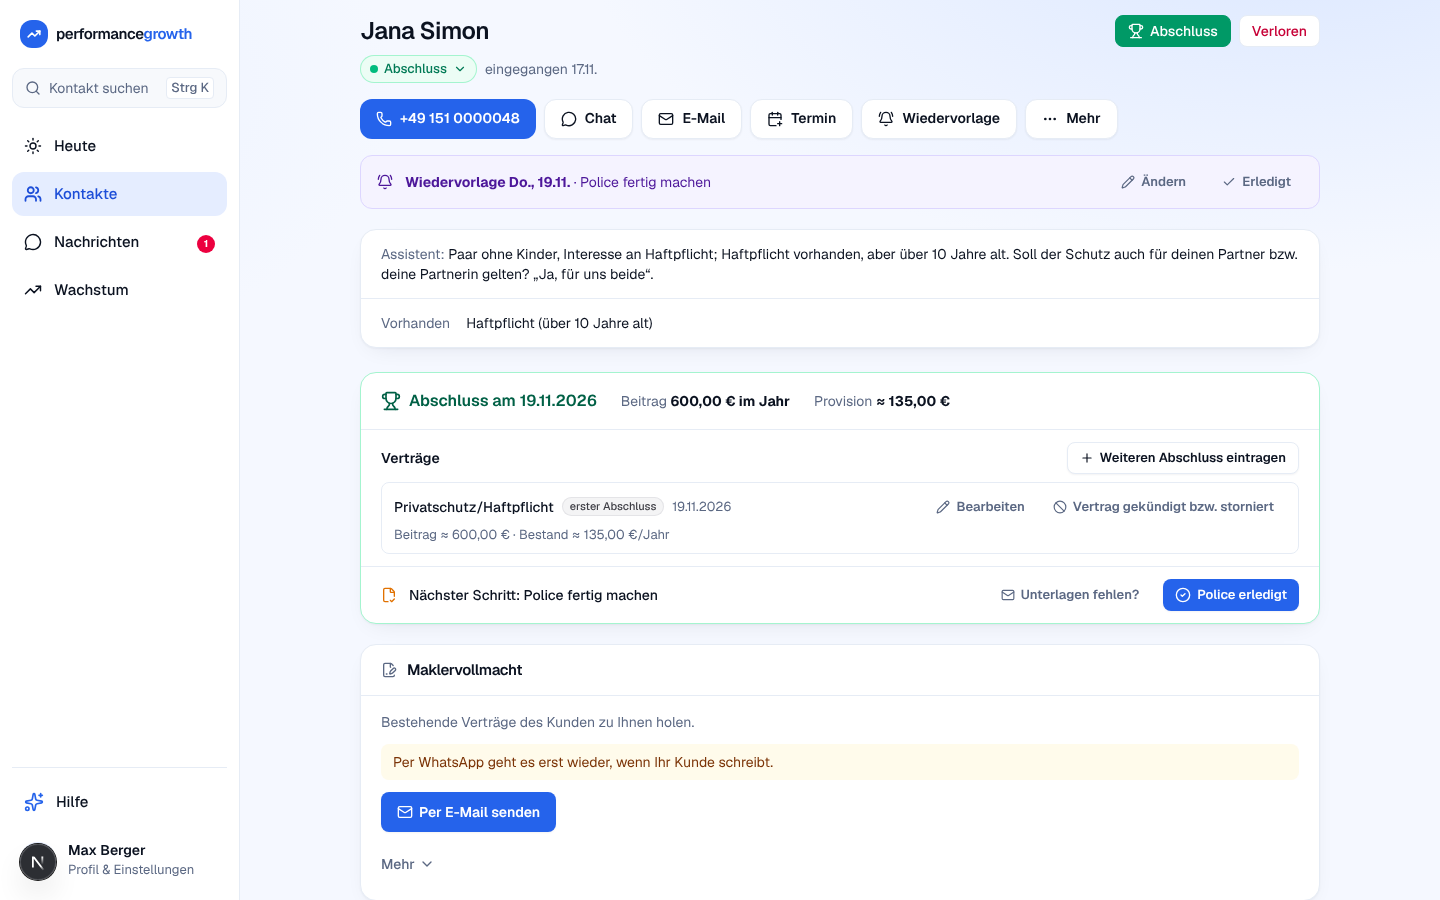 performancegrowth
Kontakt suchen Strg K
Heute
Kontakte
Nachrichten 1
Wachstum
Hilfe
N
Max Berger
Profil & Einstellungen
Jana Simon
Abschluss
Verloren
Abschluss eingegangen 17.11.
+49 151 0000048
Chat
E-Mail
Termin
Wiedervorlage
Mehr
Wiedervorlage Do., 19.11. · Police fertig machen
Ändern
Erledigt
Assistent: Paar ohne Kinder, Interesse an Haftpflicht; Haftpflicht vorhanden, aber über 10 Jahre alt. Soll der Schutz auch für deinen Partner bzw.
deine Partnerin gelten? „Ja, für uns beide“.
Vorhanden Haftpflicht (über 10 Jahre alt)
Abschluss am 19.11.2026 Beitrag 600,00 € im Jahr Provision ≈ 135,00 €
Verträge
Weiteren Abschluss eintragen
Privatschutz/Haftpflicht erster Abschluss 19.11.2026
Bearbeiten
Vertrag gekündigt bzw. storniert
Beitrag ≈ 600,00 € · Bestand ≈ 135,00 €/Jahr
Nächster Schritt: Police fertig machen
Unterlagen fehlen?
Police erledigt
Maklervollmacht
Bestehende Verträge des Kunden zu Ihnen holen.
Per WhatsApp geht es erst wieder, wenn Ihr Kunde schreibt.
Per E-Mail senden
Mehr